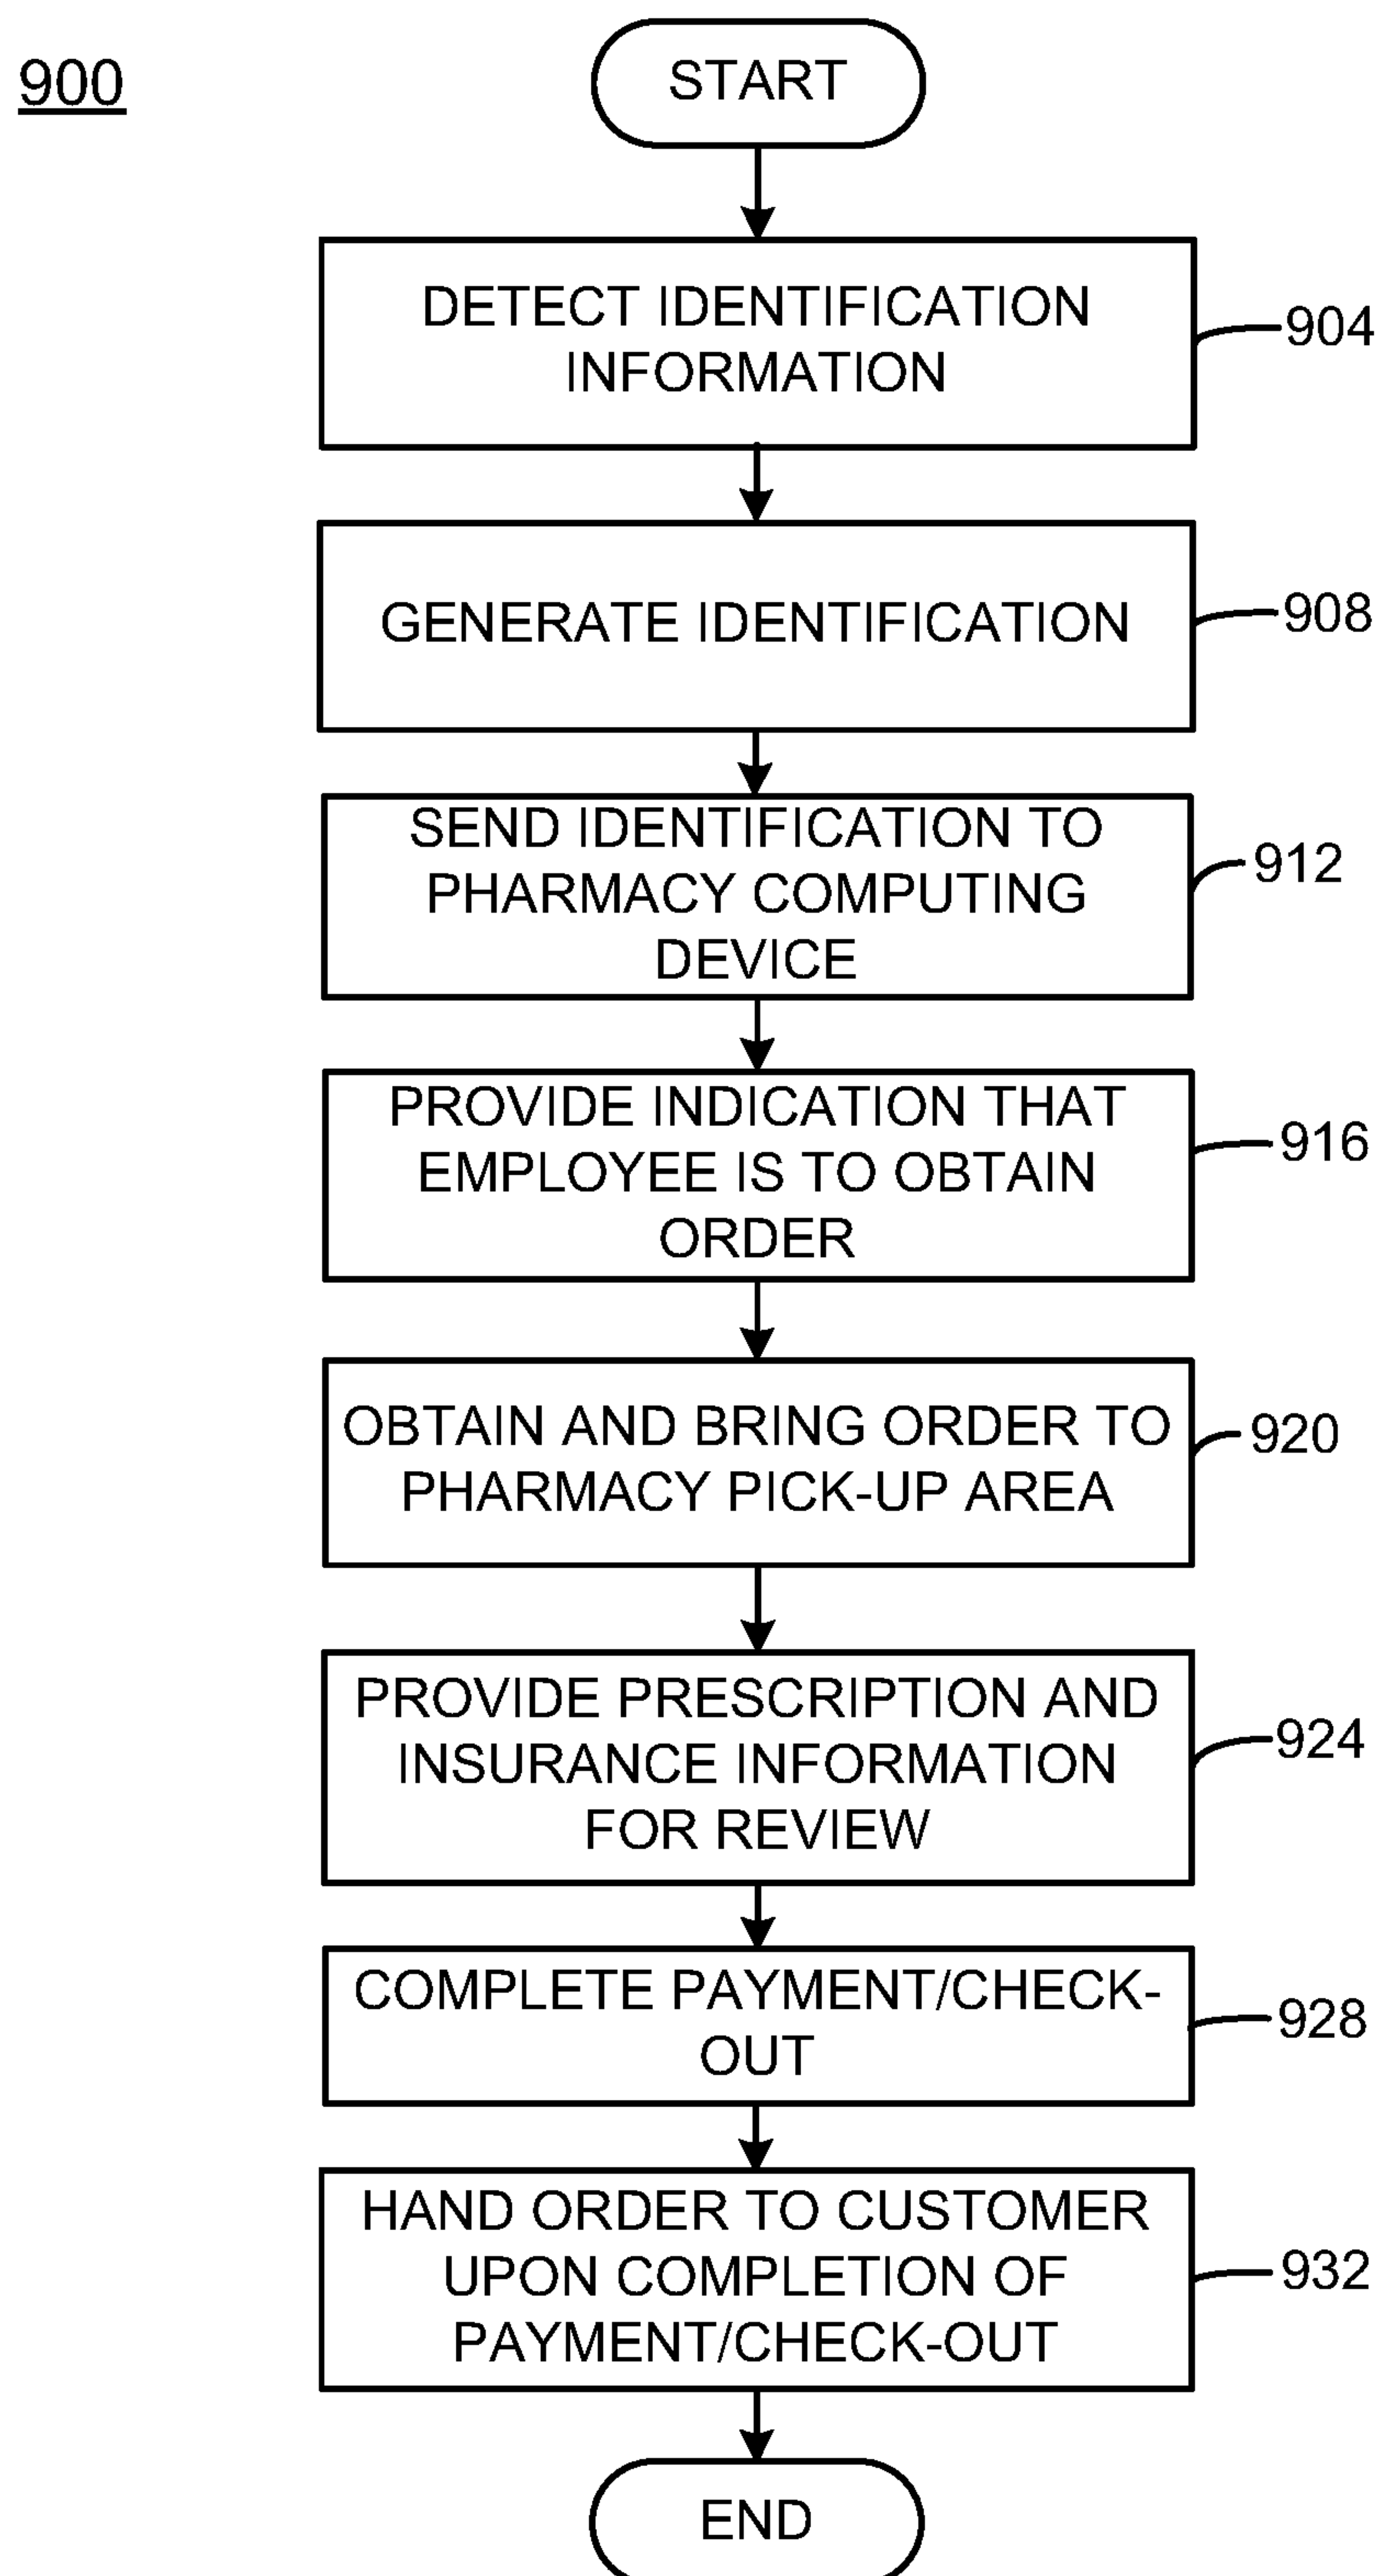 900
START
DETECT IDENTIFICATION
INFORMATION
904
GENERATE IDENTIFICATION
908
SEND IDENTIFICATION TO
PHARMACY COMPUTING
DEVICE
912
PROVIDE INDICATION THAT
EMPLOYEE IS TO OBTAIN
ORDER
916
OBTAIN AND BRING ORDER TO
PHARMACY PICK-UP AREA
920
PROVIDE PRESCRIPTION AND
INSURANCE INFORMATION
FOR REVIEW
924
COMPLETE PAYMENT/CHECK-
OUT
928
HAND ORDER TO CUSTOMER
UPON COMPLETION OF
PAYMENT/CHECK-OUT
932
END